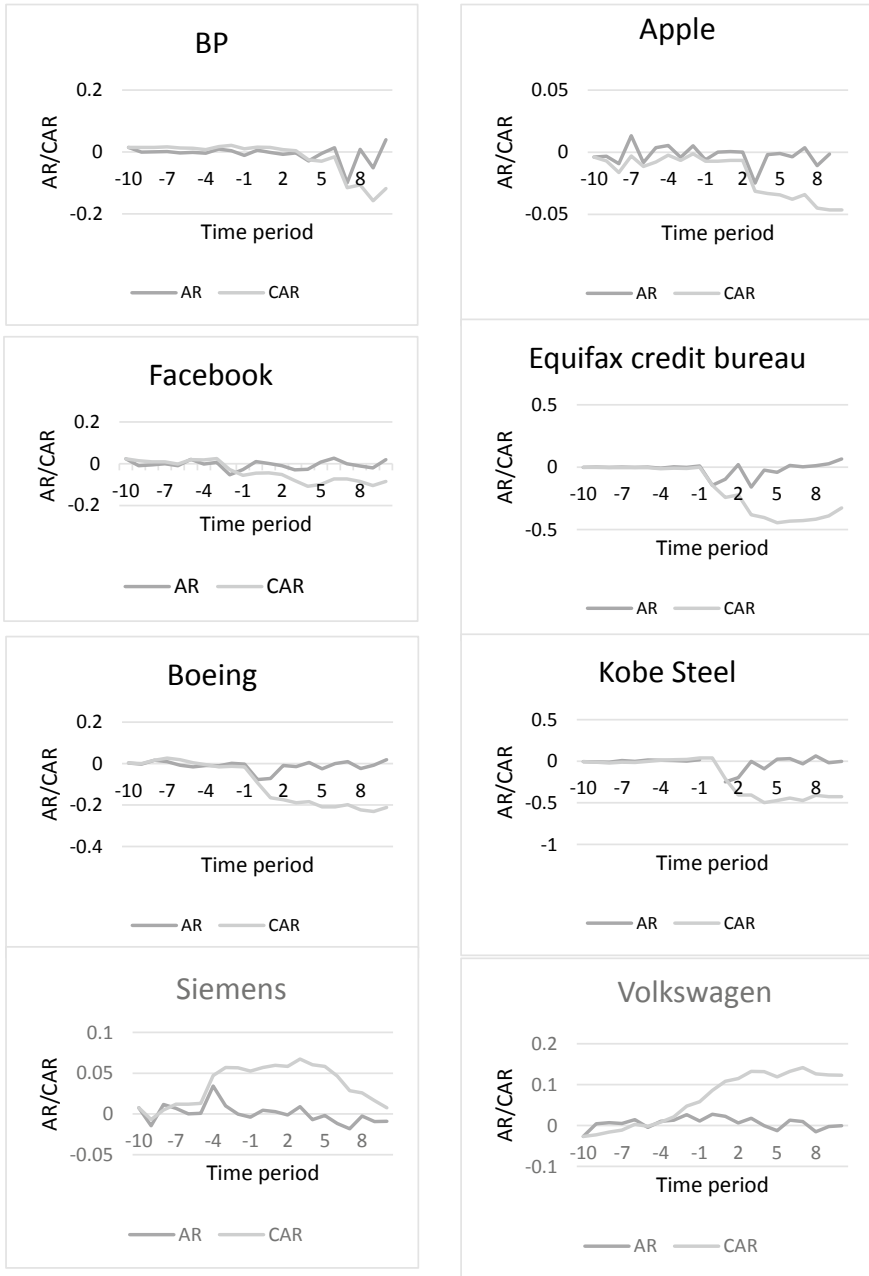 BP
0.2
0
-0.2
-10 -7 -4 -1 2 5 8
AR/CAR
Time period
AR CAR
Apple
0.05
0
-0.05
-10 -7 -4 -1 2 5 8
AR/CAR
Time period
AR CAR
Facebook
0.2
0
-0.2
-10 -7 -4 -1 2 5 8
AR/CAR
Time period
AR CAR
Equifax credit bureau
0.5
0
-0.5
-10 -7 -4 -1 2 5 8
AR/CAR
Time period
AR CAR
Boeing
0.2
0
-0.2
-0.4
-10 -7 -4 -1 2 5 8
AR/CAR
Time period
AR CAR
Kobe Steel
0.5
0
-0.5
-1
-10 -7 -4 -1 2 5 8
AR/CAR
Time period
AR CAR
Siemens
0.1
0.05
0
-0.05
-10 -7 -4 -1 2 5 8
AR/CAR
Time period
AR CAR
Volkswagen
0.2
0.1
0
-0.1
-10 -7 -4 -1 2 5 8
AR/CAR
Time period
AR CAR